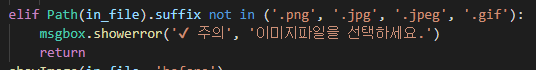 elif Path(in_file).suffix not in ('.png', '.jpg', '.jpeg', '.gif'):
msgbox.showerror('✔ 주의', '이미지파일을 선택하세요.')
return